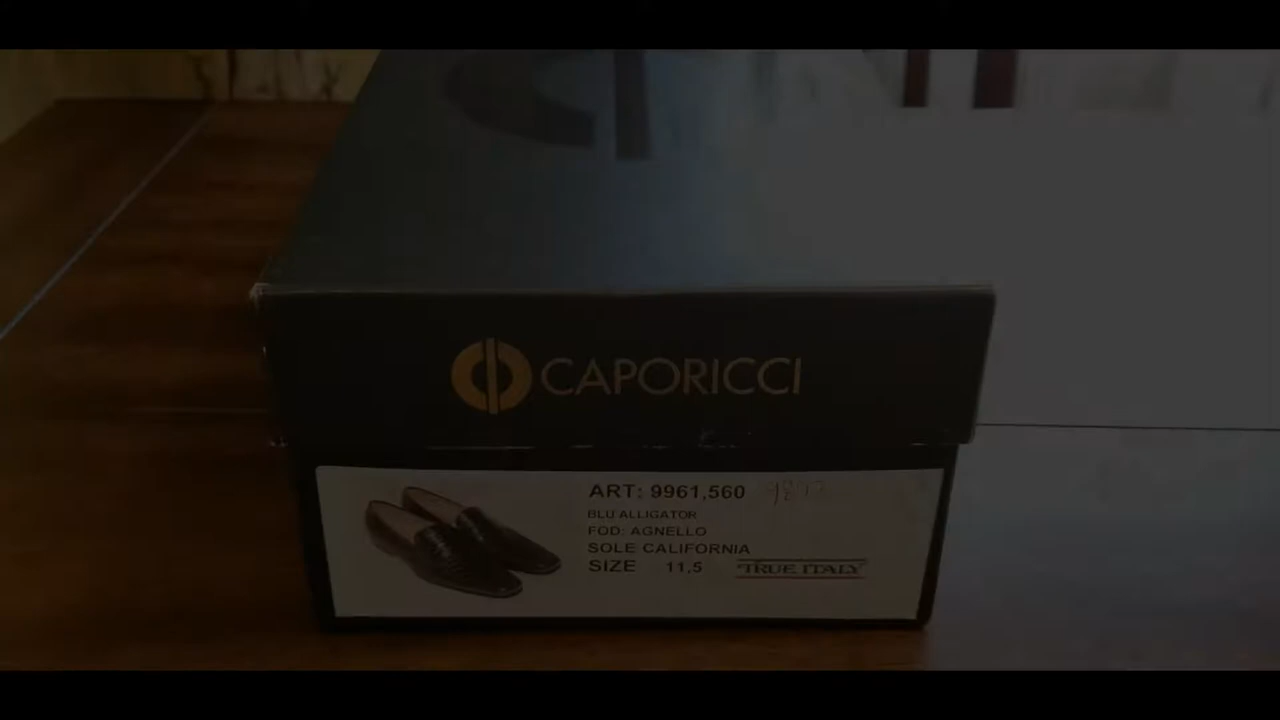 CAPORICCI
ART: 9961,560
BLU ALLIGATOR
FOD: AGNELLO
SOLE CALIFORNIA
SIZE 11,5
TRUE ITALY